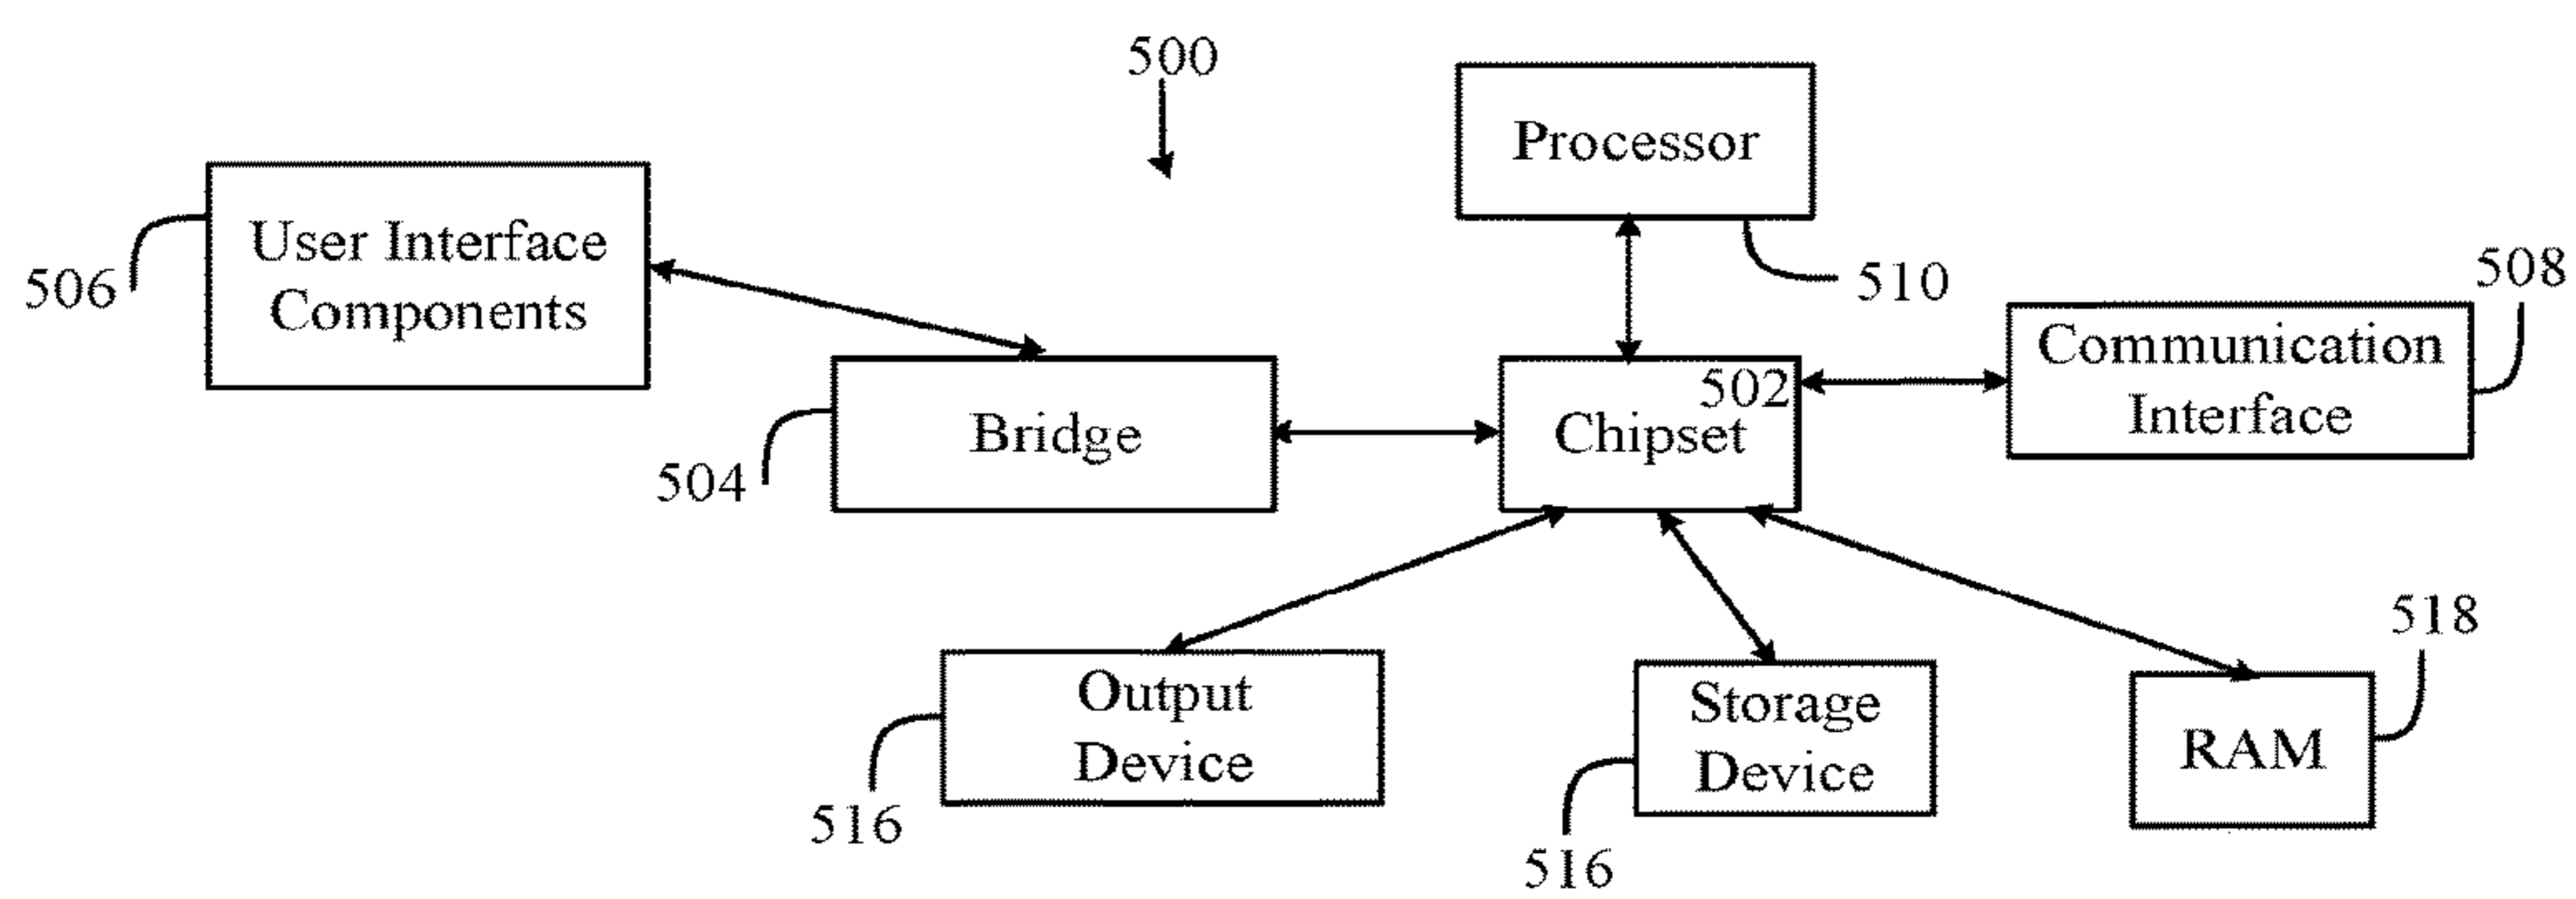 500
Processor
User Interface
Components
506
510
508
Communication
Interface
502
Chipset
Bridge
504
518
Output
Device
516
Storage
Device
516
RAM